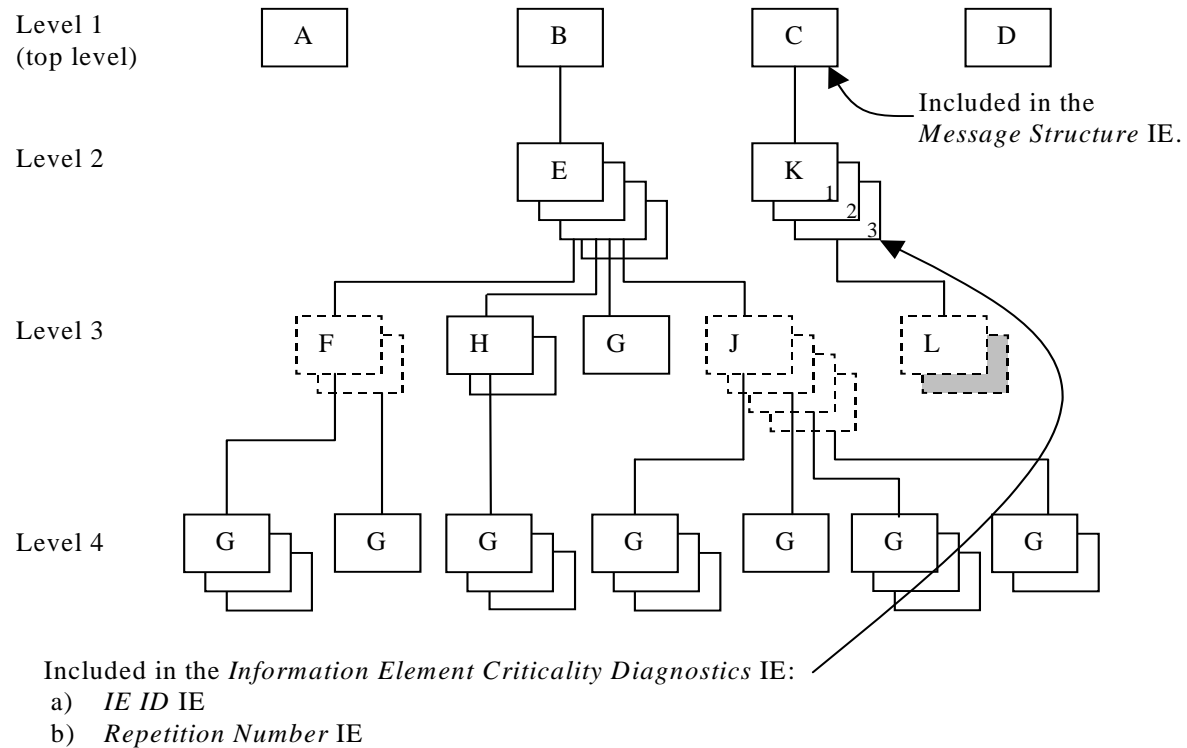 Level 1
(top level)
A
B
C
D
Included in the
Message Structure IE.
Level 2
E
K
1
2
3
Level 3
F
H
G
J
L
Level 4
G
G
G
G
G
G
G
Included in the Information Element Criticality Diagnostics IE:
a) IE ID IE
b) Repetition Number IE